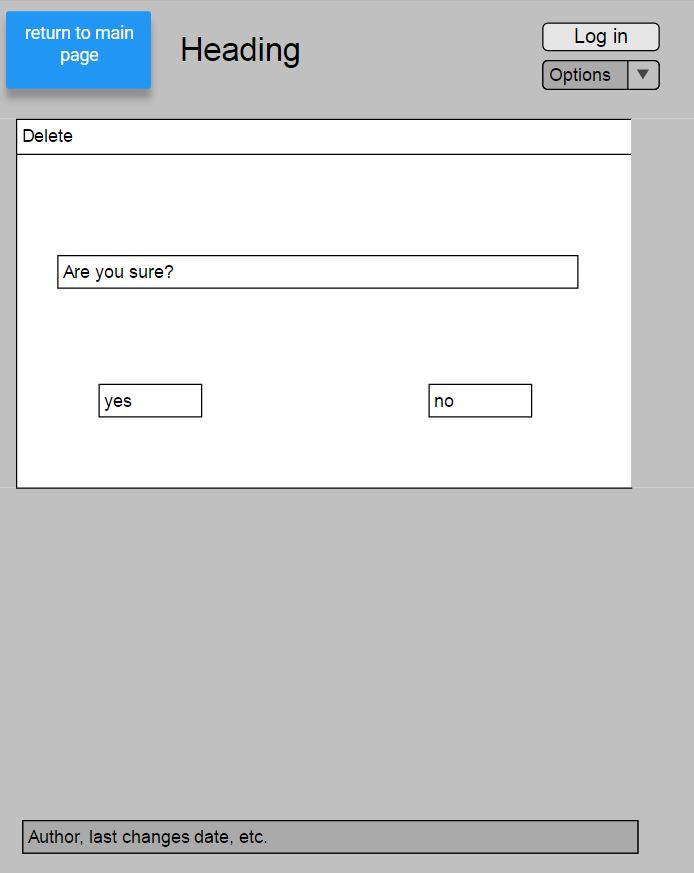 return to main
page
Heading
Log in
Options
Delete
Are you sure?
yes
no
Author, last changes date, etc.